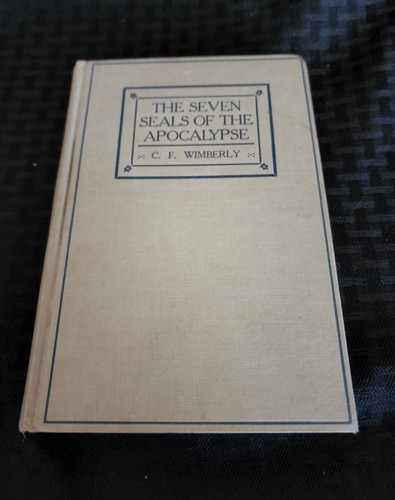 THE SEVEN
SEALS OF THE
APOCALYPSE
C. F. WIMBERLY